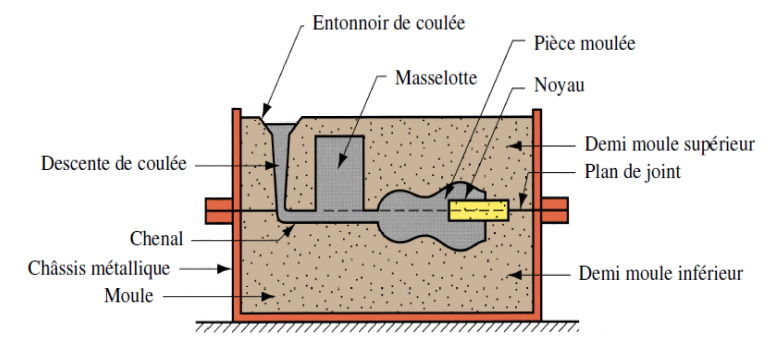 Entonnoir de coulée
Pièce moulée
Masselotte
Noyau
Demi moule supérieur
Descente de coulée
Plan de joint
Chenal
Châssis métallique
Demi moule inférieur
Moule